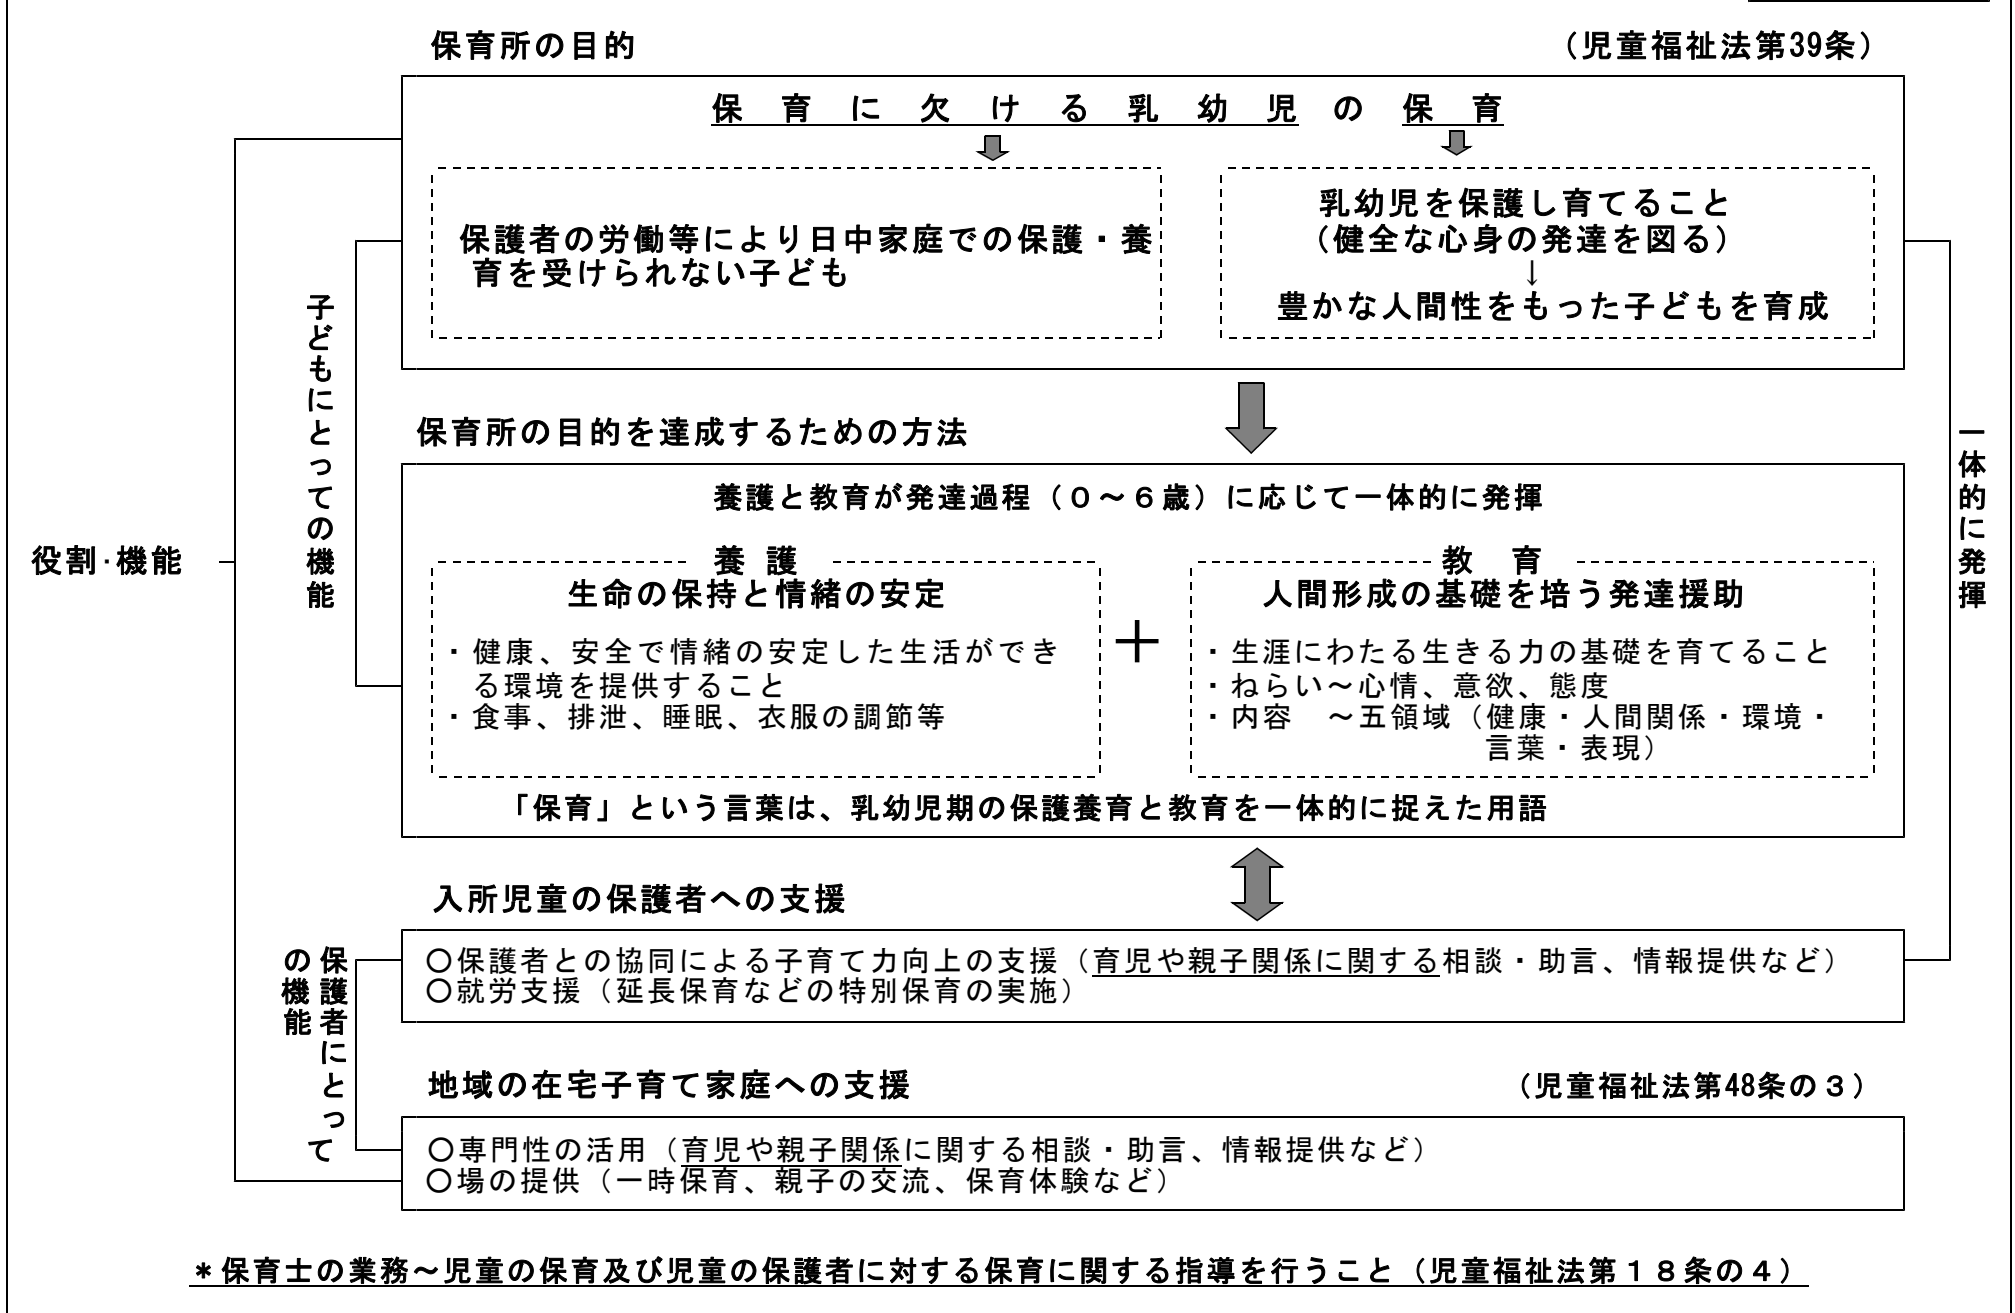 保育所の目的
（児童福祉法第39条）
保育に欠ける乳幼児の保育
保護者の労働等により日中家庭での保護・養
育を受けられない子ども
乳幼児を保護し育てること
（健全な心身の発達を図る）
↓
豊かな人間性をもった子どもを育成
子どもにとっての機能
保育所の目的を達成するための方法
養護と教育が発達過程（０～６歳）に応じて一体的に発揮
役割・機能
養護
生命の保持と情緒の安定
・健康、安全で情緒の安定した生活ができ
る環境を提供すること
・食事、排泄、睡眠、衣服の調節等
＋
教育
人間形成の基礎を培う発達援助
・生涯にわたる生きる力の基礎を育てること
・ねらい～心情、意欲、態度
・内容　～五領域（健康・人間関係・環境・
言葉・表現）
「保育」という言葉は、乳幼児期の保護養育と教育を一体的に捉えた用語
一体的に発揮
入所児童の保護者への支援
○保護者との協同による子育て力向上の支援（育児や親子関係に関する相談・助言、情報提供など）
○就労支援（延長保育などの特別保育の実施）
保護者にとって
の機能
地域の在宅子育て家庭への支援
（児童福祉法第48条の３）
○専門性の活用（育児や親子関係に関する相談・助言、情報提供など）
○場の提供（一時保育、親子の交流、保育体験など）
＊保育士の業務～児童の保育及び児童の保護者に対する保育に関する指導を行うこと（児童福祉法第１８条の４）